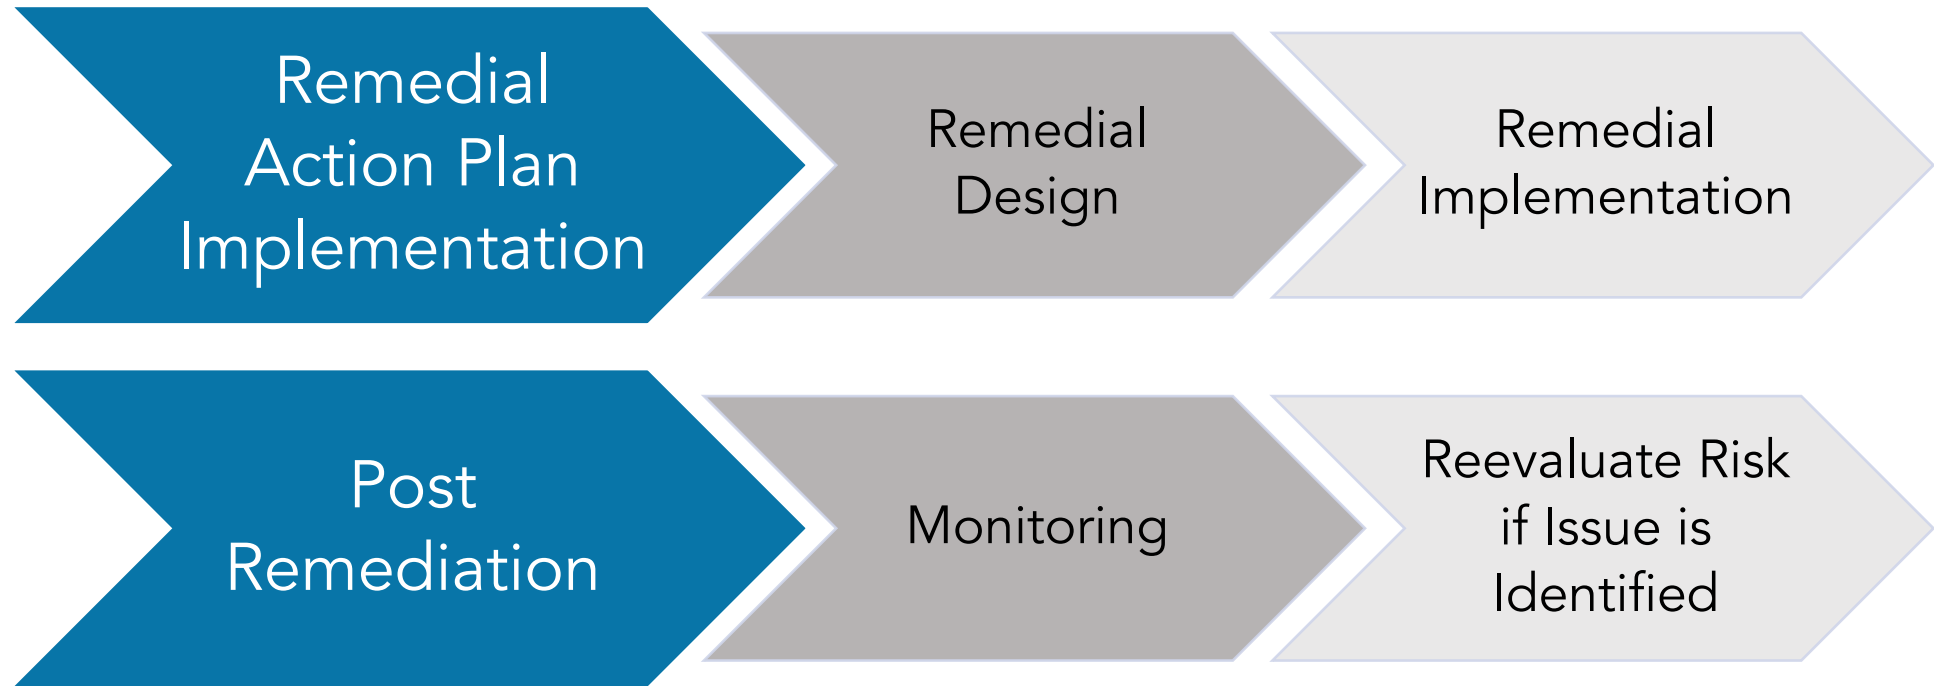 Remedial
Action Plan
Implementation
Remedial
Design
Remedial
Implementation
Post
Remediation
Monitoring
Reevaluate Risk
if Issue is
Identified